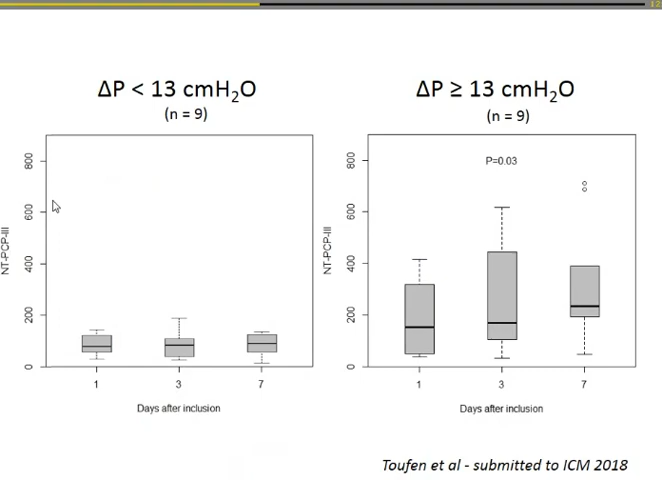 12
ΔP < 13 cmH₂O
(n = 9)
NT-PCP-III
800
600
400
200
0
1 3 7
Days after inclusion
ΔP ≥ 13 cmH₂O
(n = 9)
P=0.03
NT-PCP-III
800
600
400
200
0
1 3 7
Days after inclusion
Toufen et al - submitted to ICM 2018